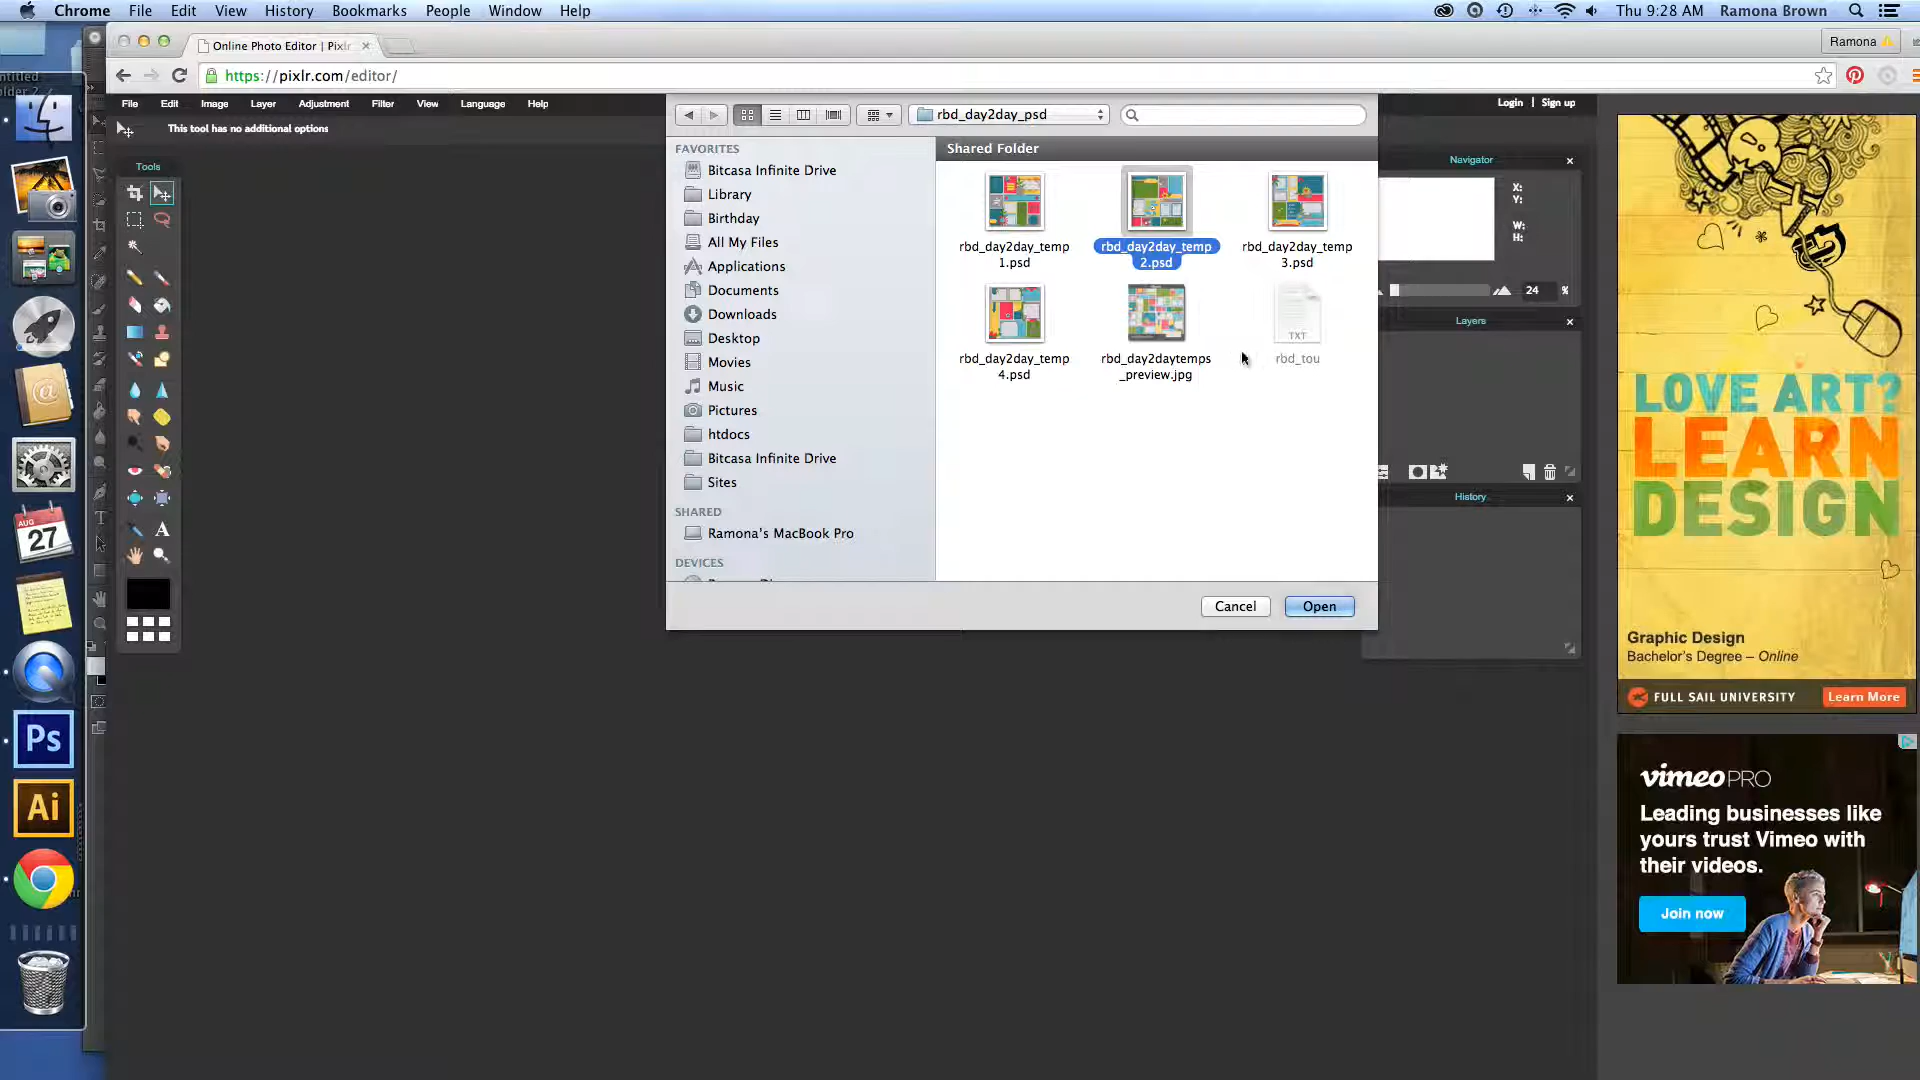 Chrome File Edit View History Bookmarks People Window Help
Thu 9:28 AM Ramona Brown
Online Photo Editor | Pixlr
Ramona
https://pixlr.com/editor/
File Edit Image Layer Adjustment Filter View Language Help
Login | Sign up
This tool has no additional options
Tools
rbd_day2day_psd
FAVORITES
Bitcasa Infinite Drive
Library
Birthday
All My Files
Applications
Documents
Downloads
Desktop
Movies
Music
Pictures
htdocs
Bitcasa Infinite Drive
Sites
SHARED
Ramona's MacBook Pro
DEVICES
Shared Folder
rbd_day2day_temp
1.psd
rbd_day2day_temp
2.psd
rbd_day2day_temp
3.psd
rbd_day2day_temp
4.psd
rbd_day2daytemps
_preview.jpg
TXT
rbd_tou
Cancel
Open
Navigator
X:
Y:
W:
H:
24 %
Layers
History
AUG
27
Ps
Ai
LOVE ART?
LEARN
DESIGN
Graphic Design
Bachelor's Degree – Online
FULL SAIL UNIVERSITY
Learn More
vimeo PRO
Leading businesses like
yours trust Vimeo with
their videos.
Join now